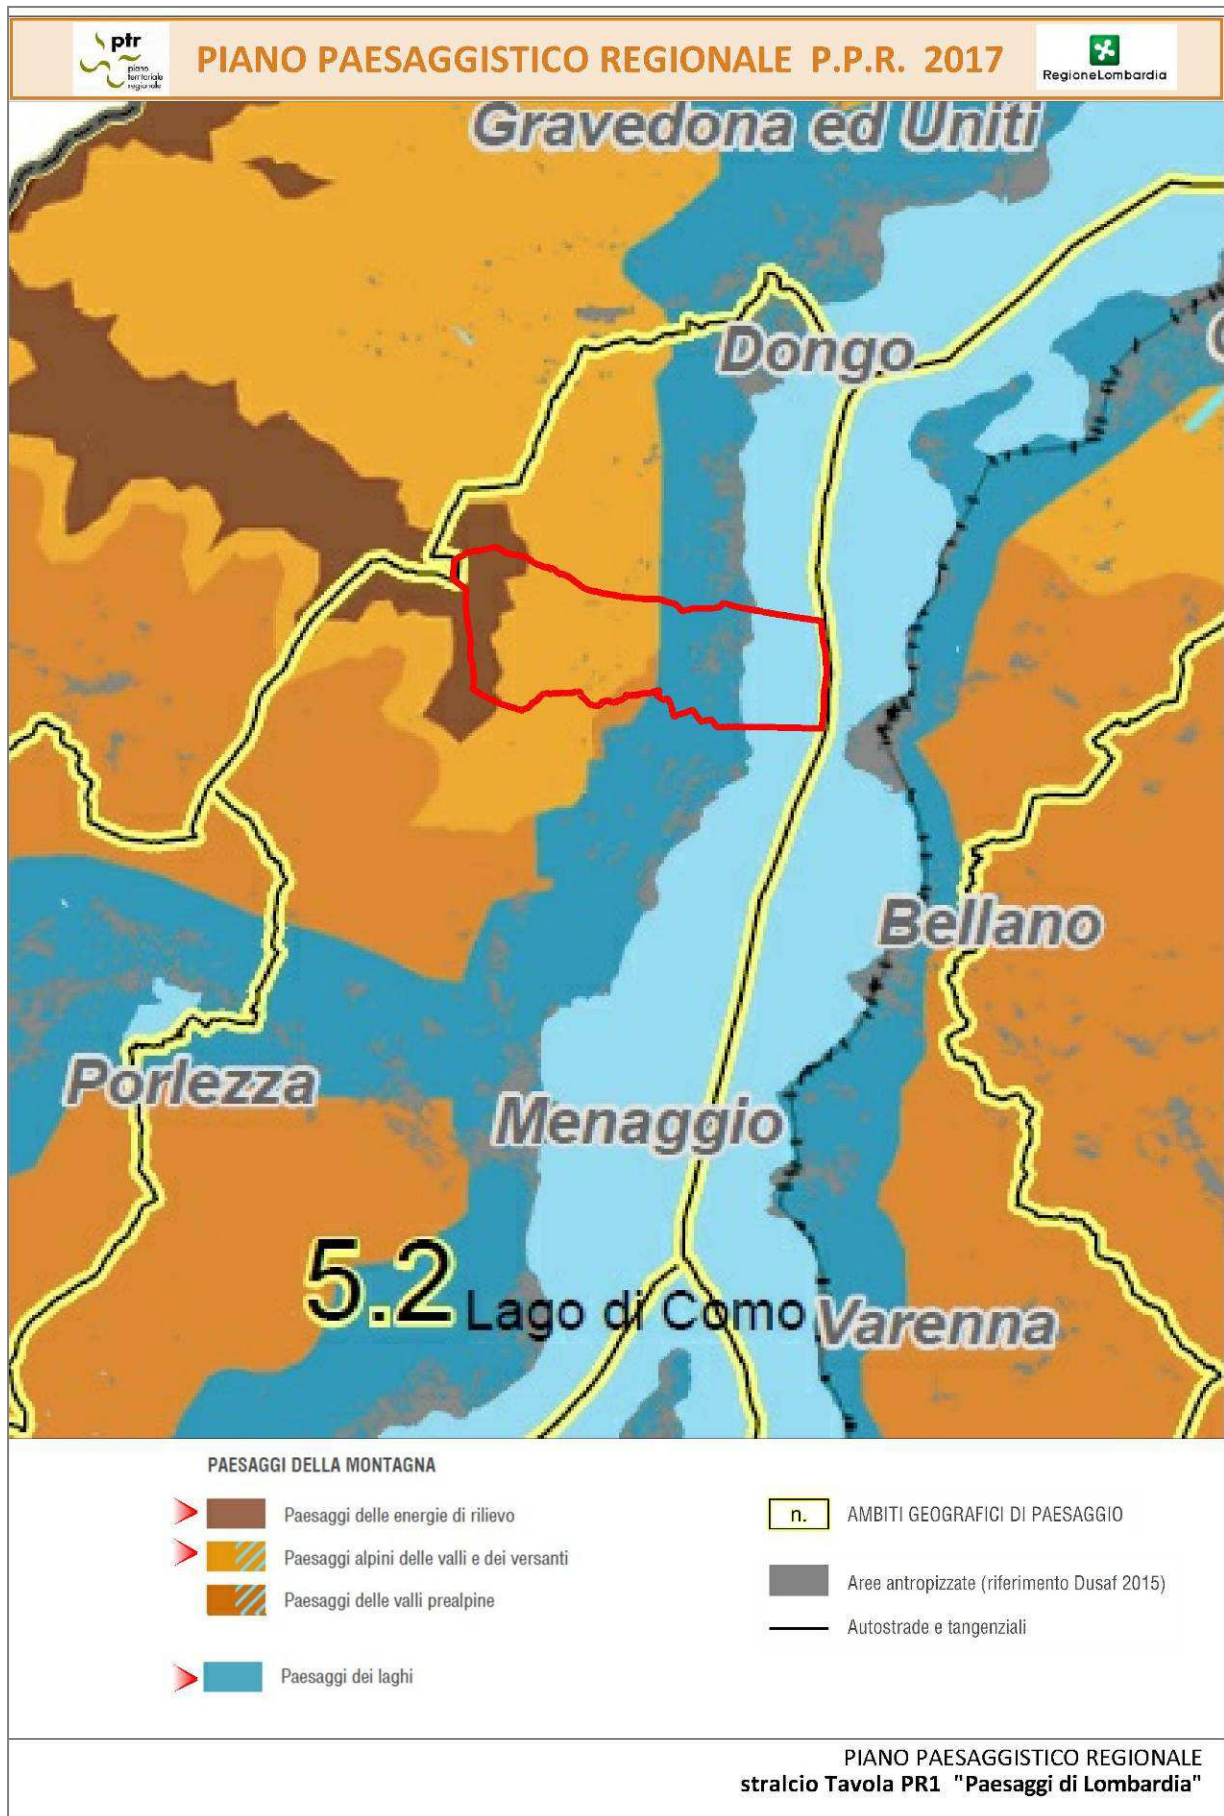 ptr
piano
territoriale
regionale
PIANO PAESAGGISTICO REGIONALE P.P.R. 2017
RegioneLombardia
Gravedona ed Uniti
Dongo
Bellano
Porlezza
Menaggio
5.2 Lago di Como
Varenna
PAESAGGI DELLA MONTAGNA
Paesaggi delle energie di rilievo
Paesaggi alpini delle valli e dei versanti
Paesaggi delle valli prealpine
Paesaggi dei laghi
n. AMBITI GEOGRAFICI DI PAESAGGIO
Aree antropizzate (riferimento Dusaf 2015)
Autostrade e tangenziali
PIANO PAESAGGISTICO REGIONALE
stralcio Tavola PR1 "Paesaggi di Lombardia"